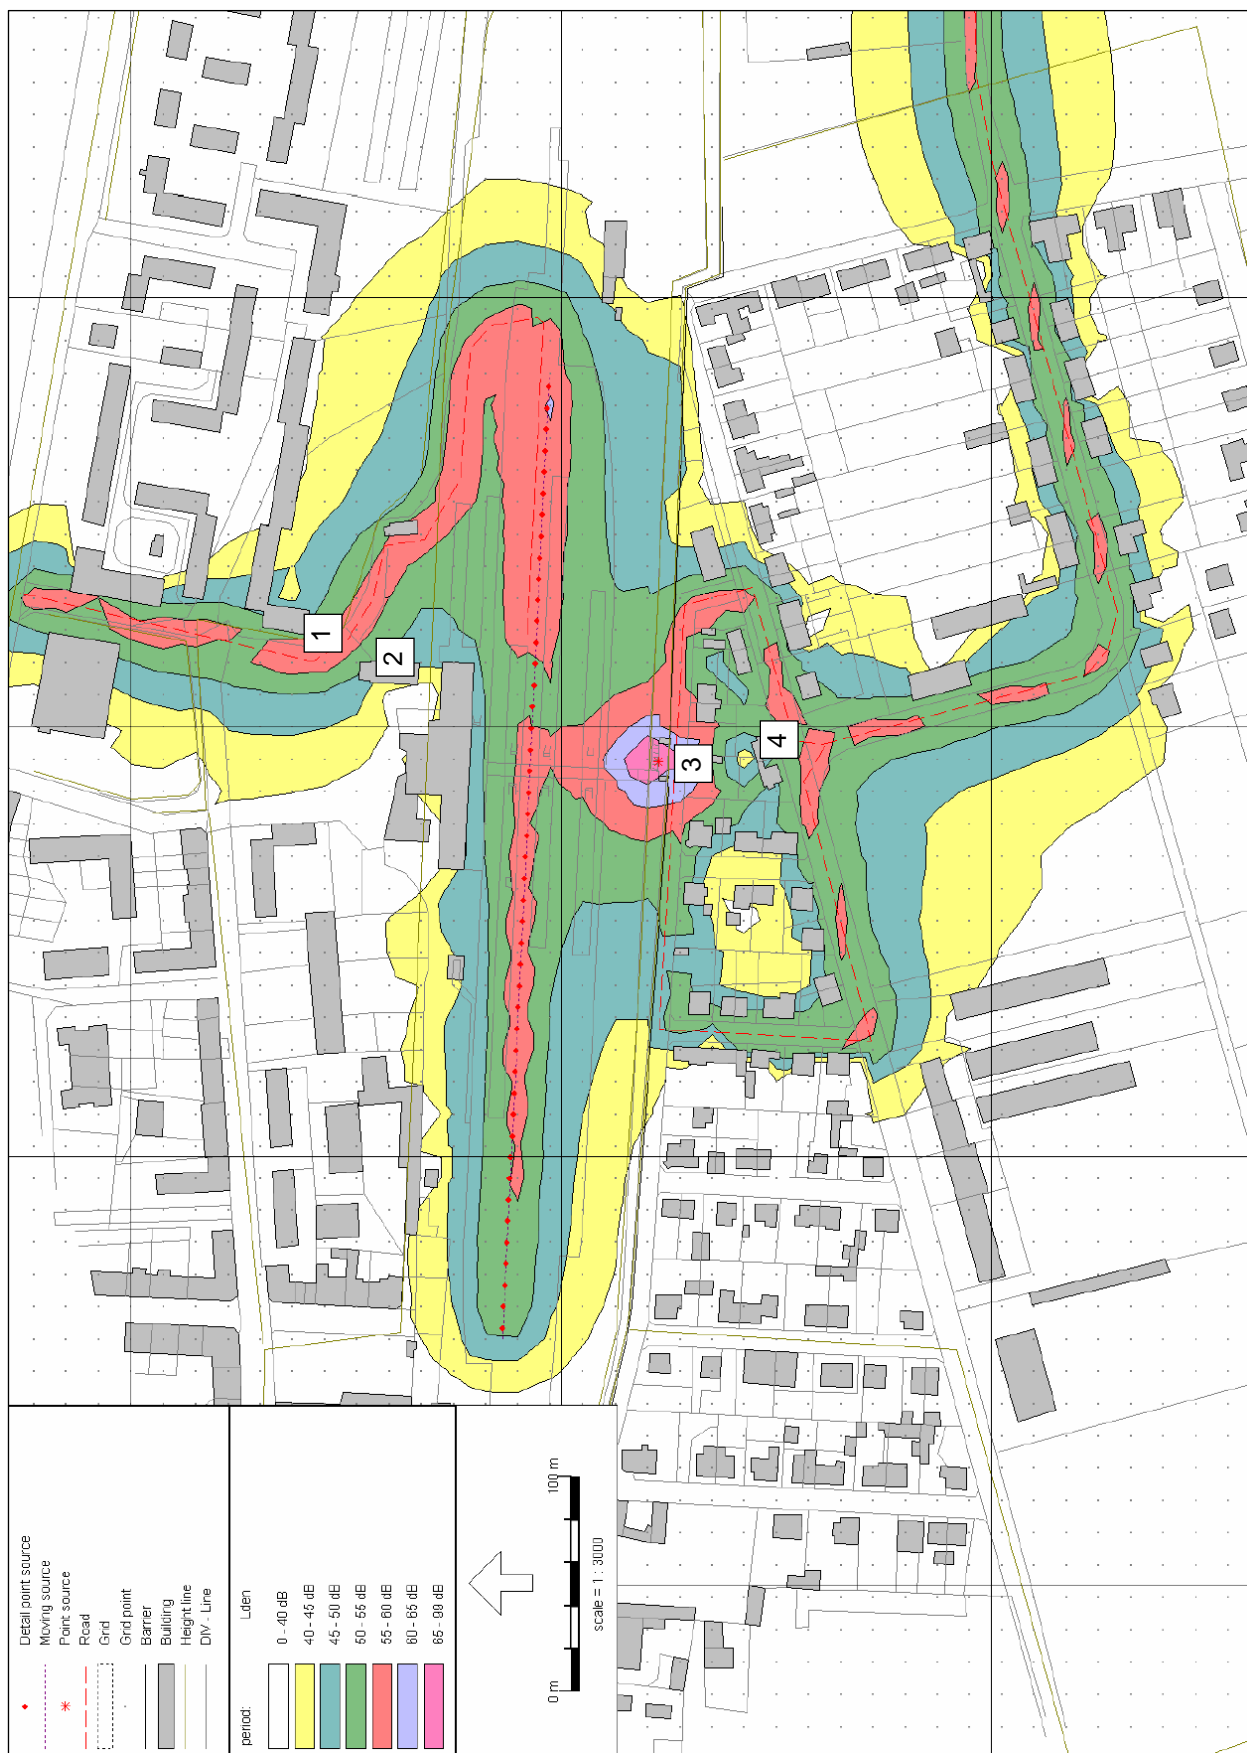 Detail point source
Moving source
Point source
Road
Grid
Grid point
Barrier
Building
Height line
DIV - Line
period: Lden
0 - 40 dB
40 - 45 dB
45 - 50 dB
50 - 55 dB
55 - 60 dB
60 - 65 dB
65 - 99 dB
0 m 100 m
scale = 1 : 3000
1
2
3
4